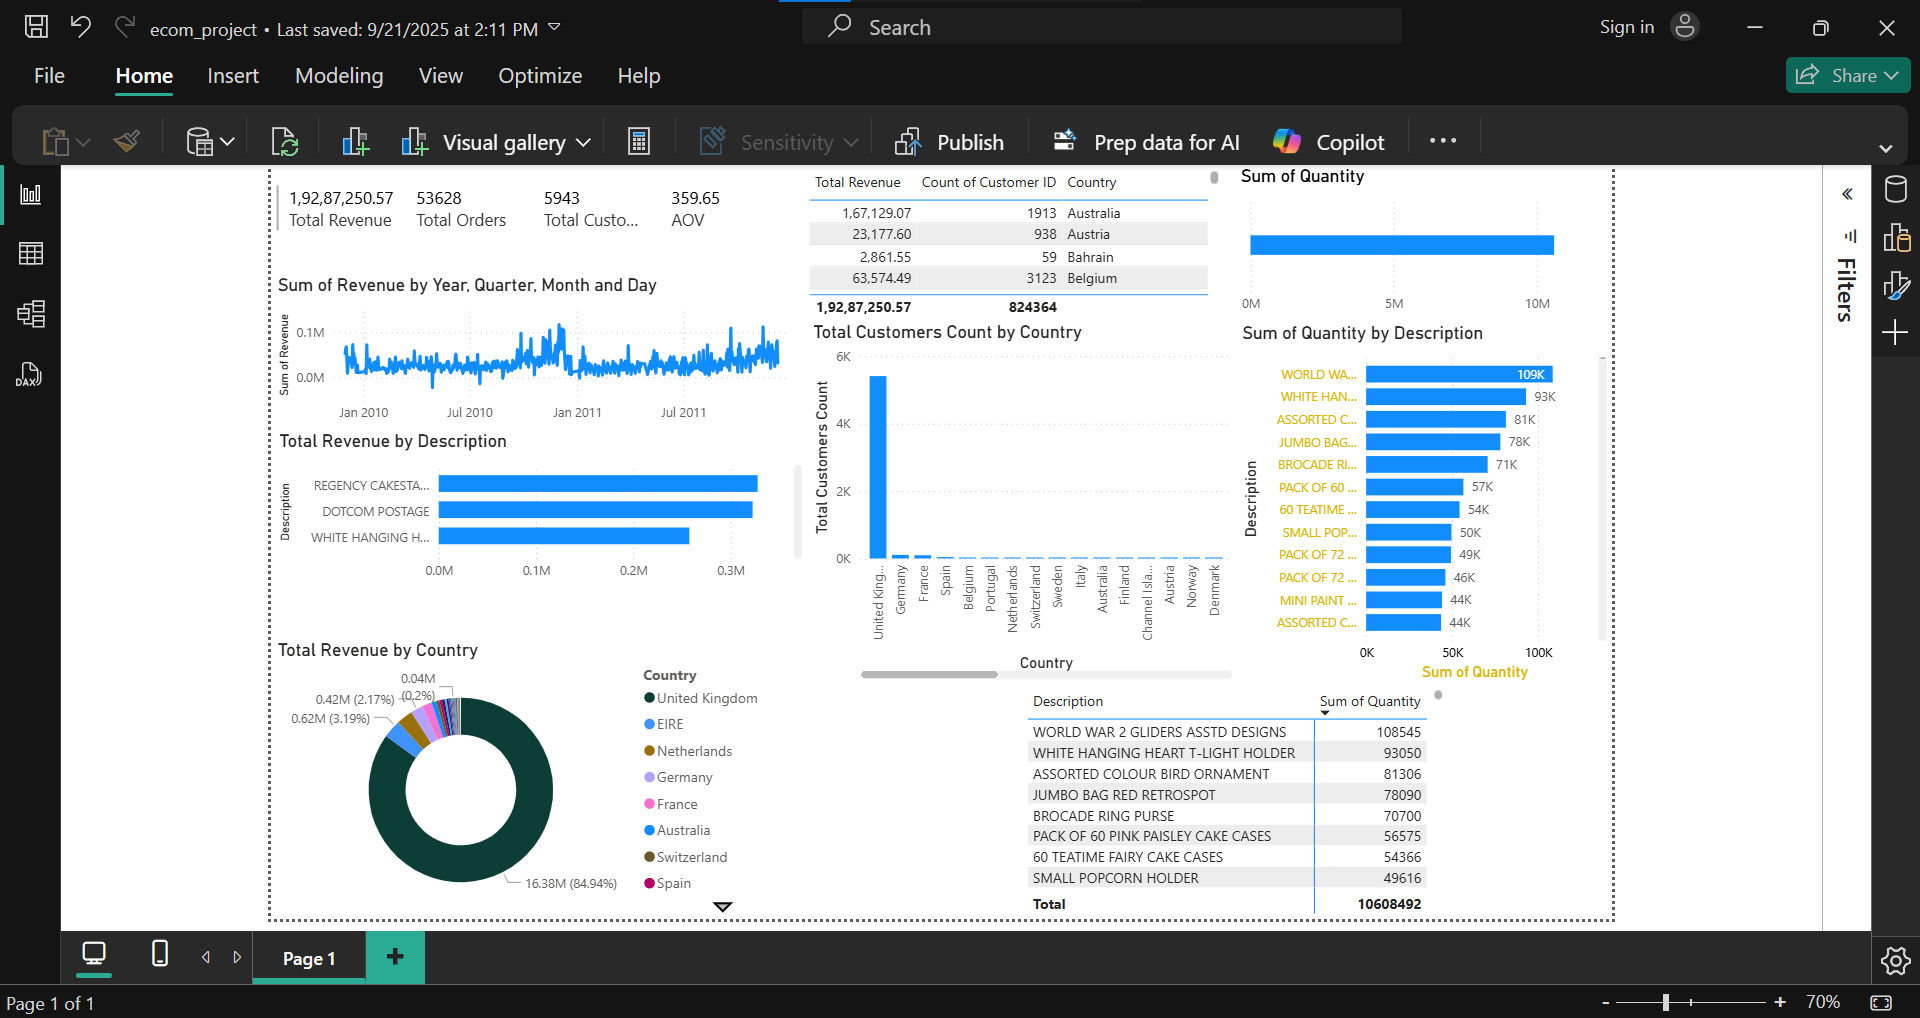 ecom_project • Last saved: 9/21/2025 at 2:11 PM
Search
Sign in
File Home Insert Modeling View Optimize Help
Share
Visual gallery
Sensitivity
Publish
Prep data for AI
Copilot
DAX
1,92,87,250.57 53628 5943 359.65
Total Revenue Total Orders Total Custo... AOV
Total Revenue Count of Customer ID Country
1,67,129.07 1913 Australia
23,177.60 938 Austria
2,861.55 59 Bahrain
63,574.49 3123 Belgium
1,92,87,250.57 824364
Sum of Quantity
0M 5M 10M
Filters
Sum of Revenue by Year, Quarter, Month and Day
Sum of Revenue
0.1M
0.0M
Jan 2010 Jul 2010 Jan 2011 Jul 2011
Total Revenue by Description
Description
REGENCY CAKESTA...
DOTCOM POSTAGE
WHITE HANGING H...
0.0M 0.1M 0.2M 0.3M
Total Customers Count by Country
Total Customers Count
6K
4K
2K
0K
United King...
Germany
France
Spain
Belgium
Portugal
Netherlands
Switzerland
Sweden
Italy
Australia
Finland
Channel Isla...
Austria
Norway
Denmark
Country
Sum of Quantity by Description
Description
WORLD WA... 109K
WHITE HAN... 93K
ASSORTED C... 81K
JUMBO BAG... 78K
BROCADE RI... 71K
PACK OF 60 ... 57K
60 TEATIME ... 54K
SMALL POP... 50K
PACK OF 72 ... 49K
PACK OF 72 ... 46K
MINI PAINT ... 44K
ASSORTED C... 44K
0K 50K 100K
Sum of Quantity
Total Revenue by Country
0.04M
(0.2%)
0.42M (2.17%)
0.62M (3.19%)
16.38M (84.94%)
Country
United Kingdom
EIRE
Netherlands
Germany
France
Australia
Switzerland
Spain
Description Sum of Quantity
WORLD WAR 2 GLIDERS ASSTD DESIGNS 108545
WHITE HANGING HEART T-LIGHT HOLDER 93050
ASSORTED COLOUR BIRD ORNAMENT 81306
JUMBO BAG RED RETROSPOT 78090
BROCADE RING PURSE 70700
PACK OF 60 PINK PAISLEY CAKE CASES 56575
60 TEATIME FAIRY CAKE CASES 54366
SMALL POPCORN HOLDER 49616
Total 10608492
Page 1
Page 1 of 1
- + 70%